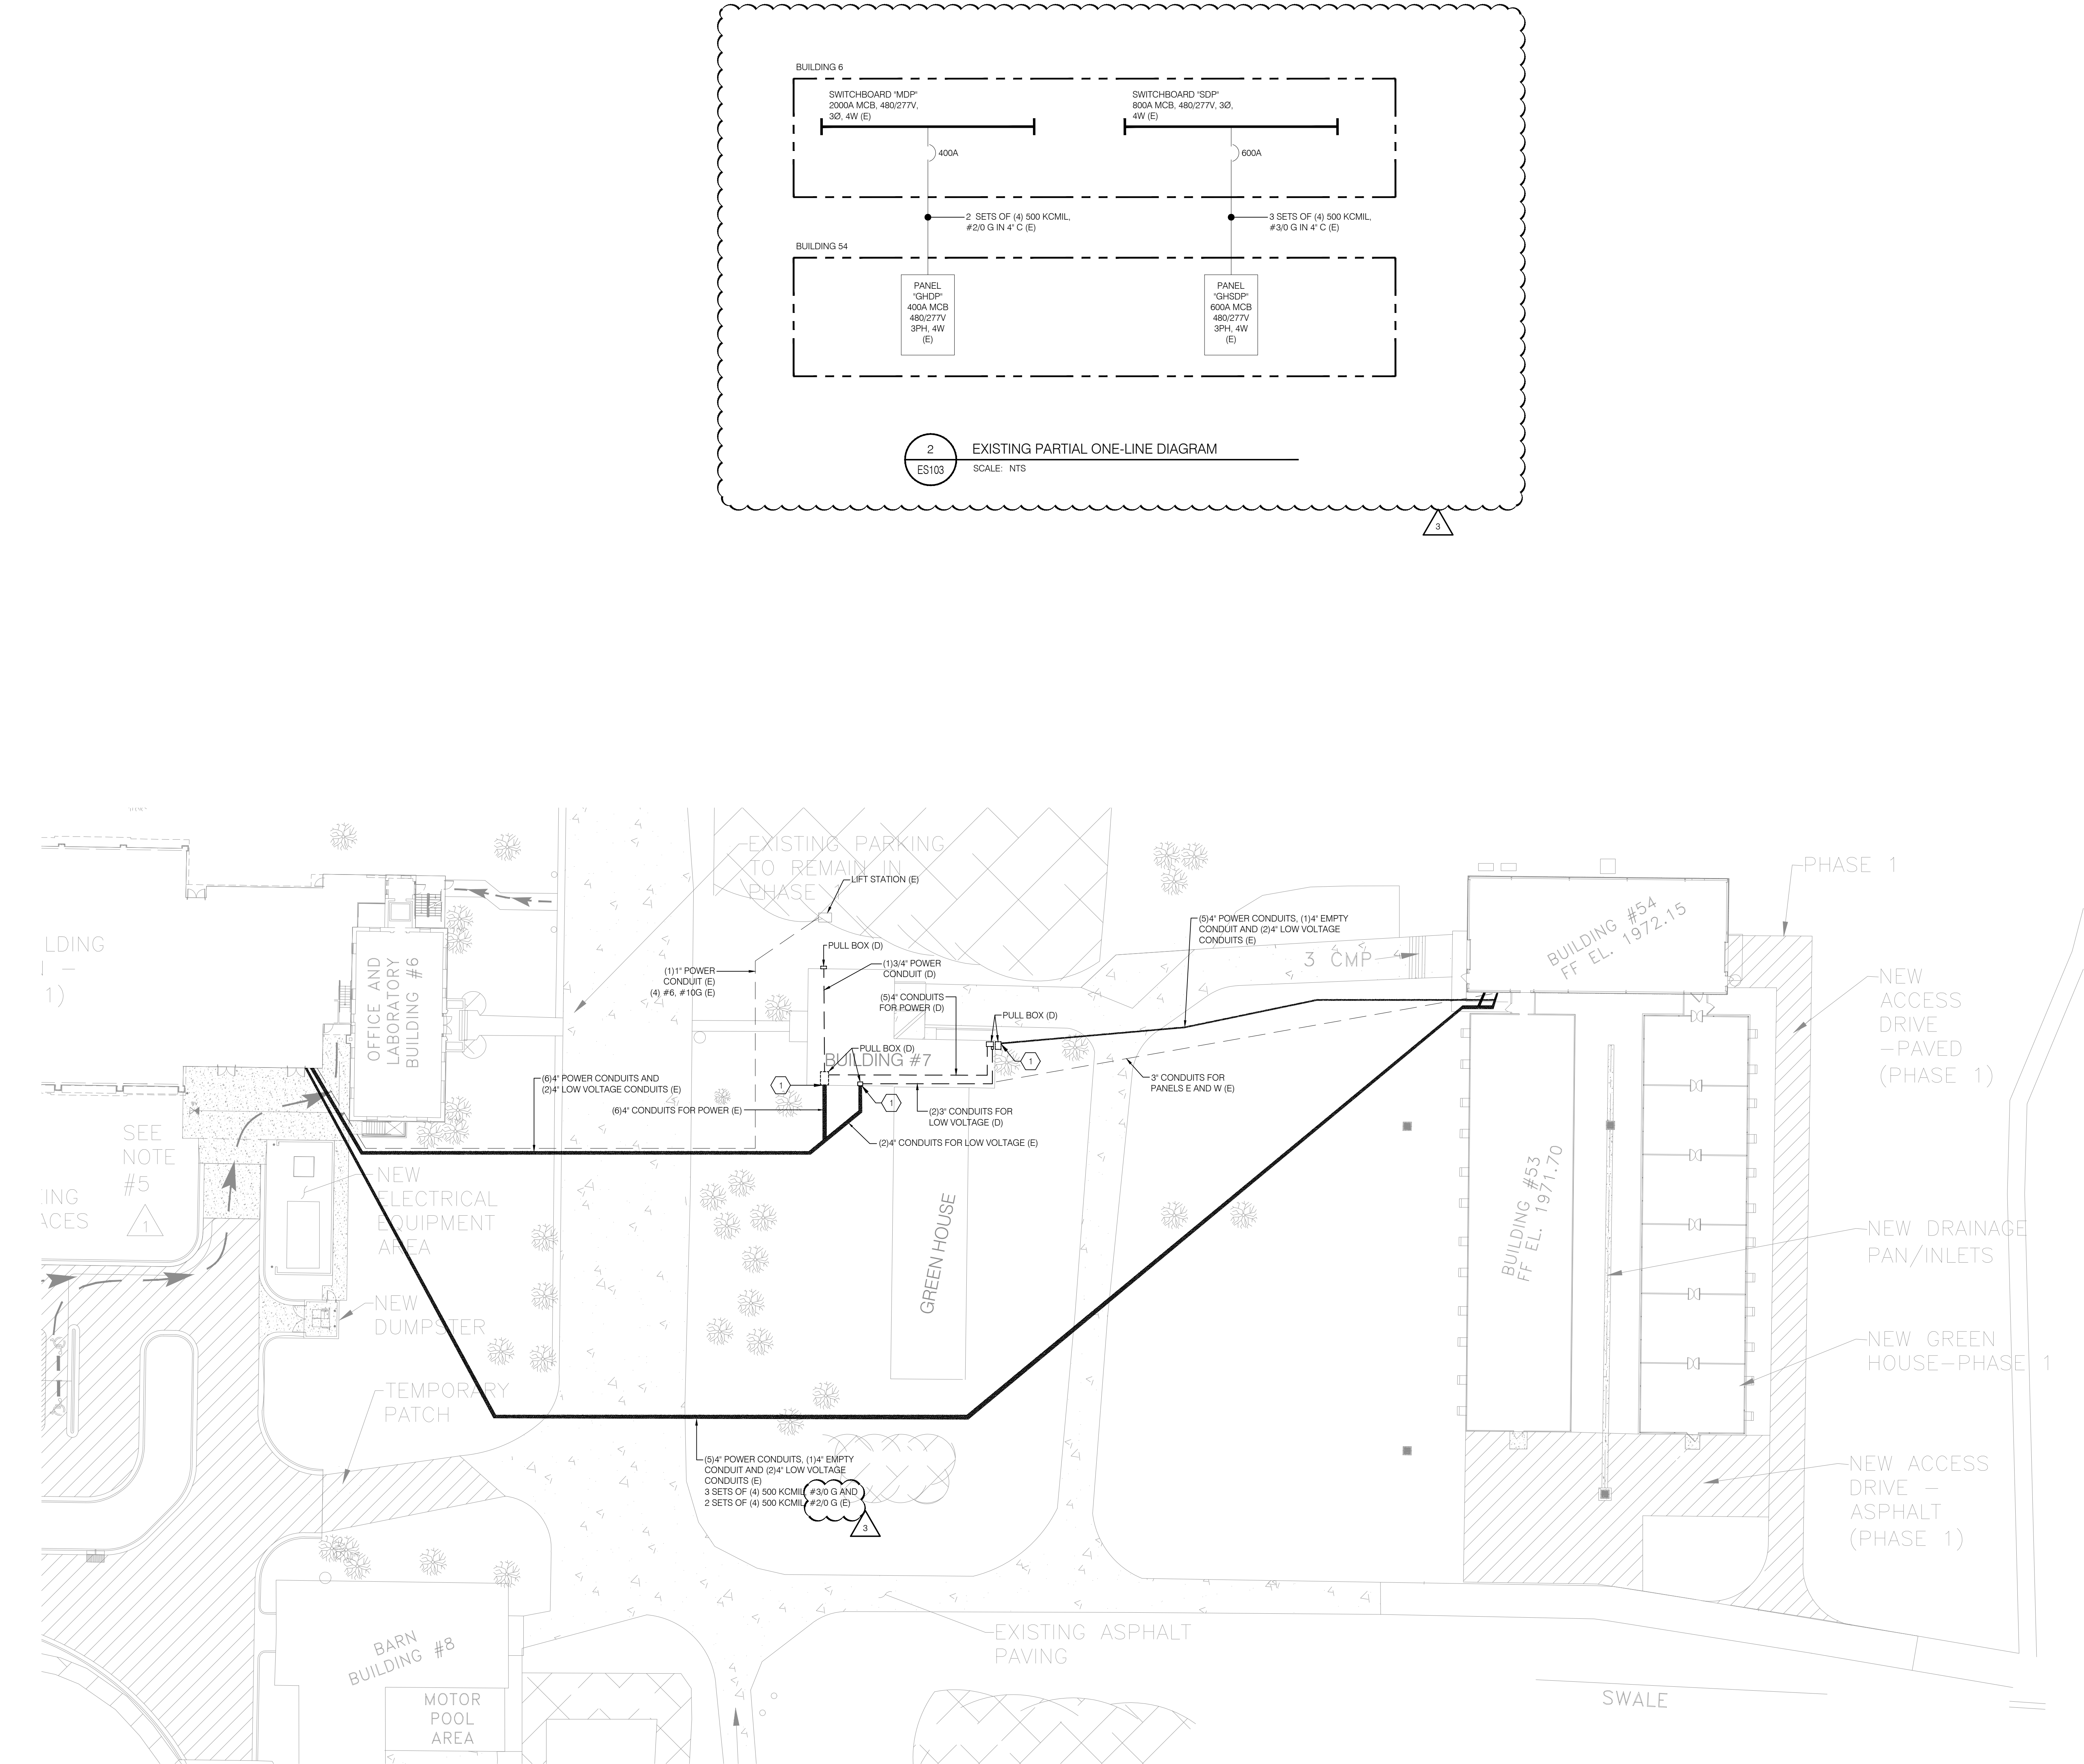 BUILDING 6
SWITCHBOARD "MDP"
2000A MCB, 480/277V,
3Ø, 4W (E)
SWITCHBOARD "SDP"
800A MCB, 480/277V, 3Ø,
4W (E)
400A
600A
2 SETS OF (4) 500 KCMIL,
#2/0 G IN 4" C (E)
3 SETS OF (4) 500 KCMIL,
#3/0 G IN 4" C (E)
BUILDING 54
PANEL
"GHDP"
400A MCB
480/277V
3PH, 4W
(E)
PANEL
"GHSDP"
600A MCB
480/277V
3PH, 4W
(E)
2
ES103
EXISTING PARTIAL ONE-LINE DIAGRAM
SCALE: NTS
3
EXISTING PARKING
TO REMAIN IN
PHASE
LIFT STATION (E)
PHASE 1
(5)4" POWER CONDUITS, (1)4" EMPTY
CONDUIT AND (2)4" LOW VOLTAGE
CONDUITS (E)
BUILDING #54
FF EL. 1972.15
3 CMP
LDING
1)
OFFICE AND
LABORATORY
BUILDING #6
PULL BOX (D)
(1)3/4" POWER
CONDUIT (D)
(1)1" POWER
CONDUIT (E)
(4) #6, #10G (E)
(5)4" CONDUITS
FOR POWER (D)
PULL BOX (D)
NEW
ACCESS
DRIVE
-PAVED
(PHASE 1)
PULL BOX (D)
BUILDING #7
1
1
1
(6)4" POWER CONDUITS AND
(2)4" LOW VOLTAGE CONDUITS (E)
3" CONDUITS FOR
PANELS E AND W (E)
(6)4" CONDUITS FOR POWER (E)
(2)3" CONDUITS FOR
LOW VOLTAGE (D)
(2)4" CONDUITS FOR LOW VOLTAGE (E)
SEE
NOTE
#5
1
ING
ACES
NEW
ELECTRICAL
EQUIPMENT
AREA
GREEN HOUSE
BUILDING #53
FF EL. 1971.70
NEW DRAINAGE
PAN/INLETS
NEW
DUMPSTER
NEW GREEN
HOUSE-PHASE 1
TEMPORARY
PATCH
(5)4" POWER CONDUITS, (1)4" EMPTY
CONDUIT AND (2)4" LOW VOLTAGE
CONDUITS (E)
3 SETS OF (4) 500 KCMIL, #3/0 G AND
2 SETS OF (4) 500 KCMIL, #2/0 G (E)
3
NEW ACCESS
DRIVE -
ASPHALT
(PHASE 1)
EXISTING ASPHALT
PAVING
BARN
BUILDING #8
MOTOR
POOL
AREA
SWALE